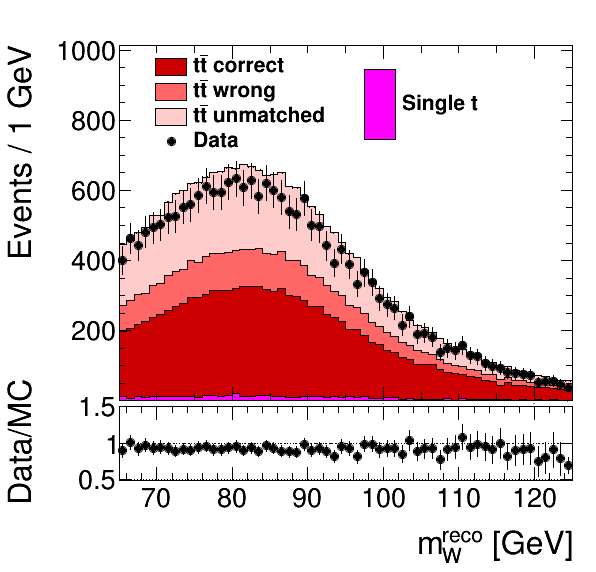 Events / 1 GeV
1000
800
600
400
200
tt̄ correct
tt̄ wrong
tt̄ unmatched
Data
Single t
Data/MC
1.5
1
0.5
70 80 90 100 110 120
m_W^reco [GeV]